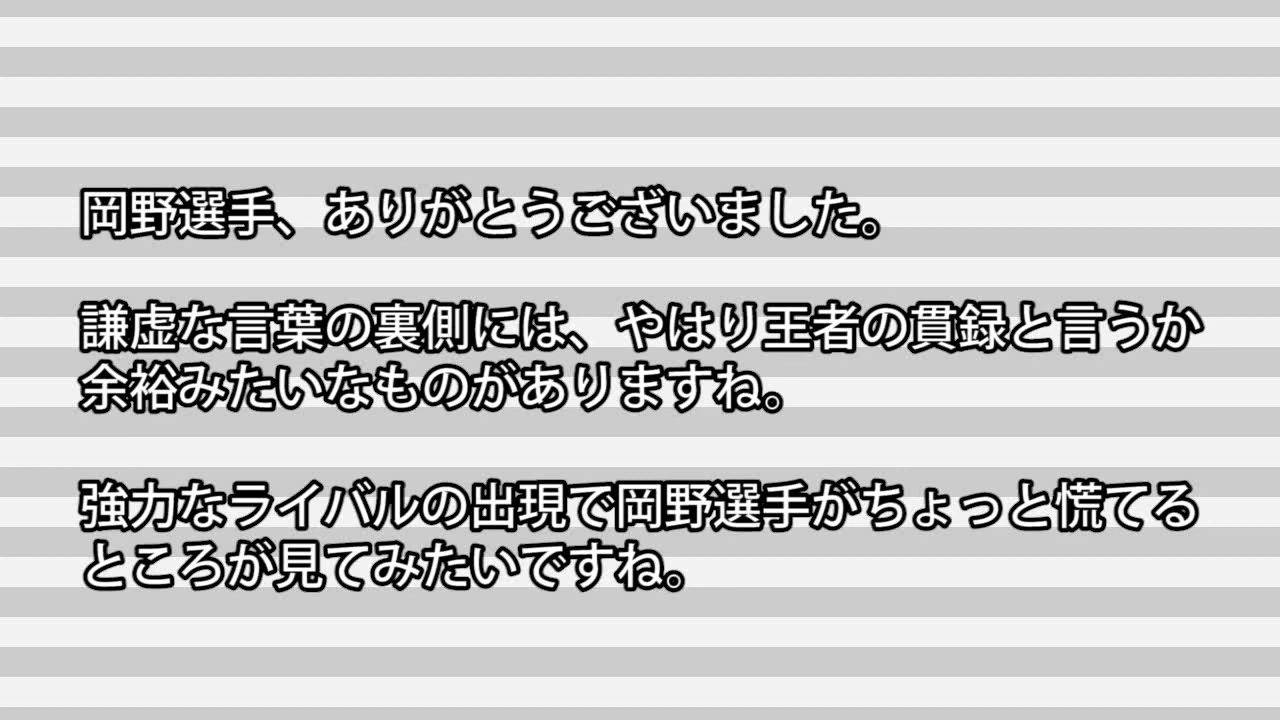 岡野選手、ありがとうございました。
謙虚な言葉の裏側には、やはり王者の貫録と言うか
余裕みたいなものがありますね。
強力なライバルの出現で岡野選手がちょっと慌てる
ところが見てみたいですね。